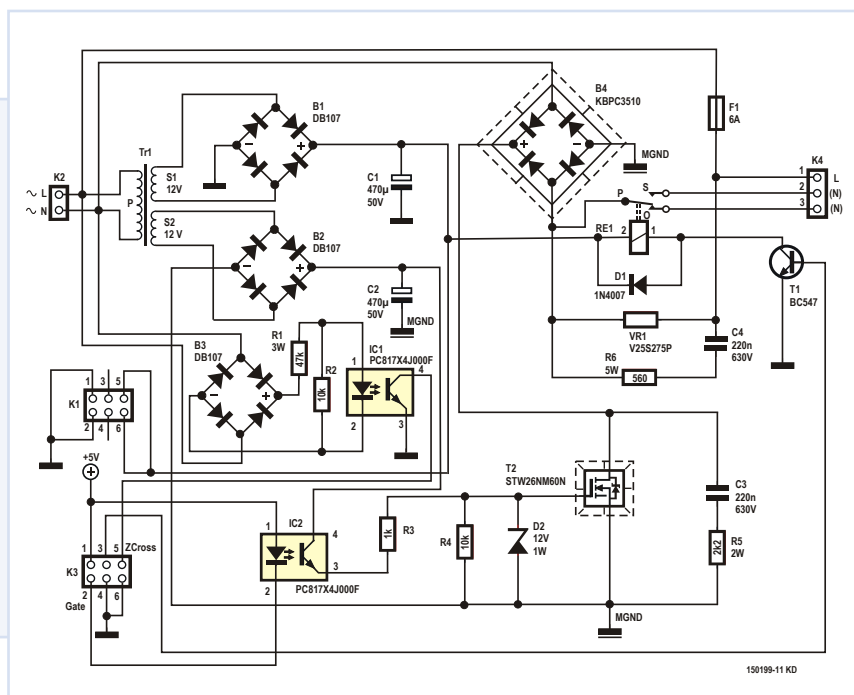 B1
DB107
B4
KBPC3510
F1
6A
K4
1
L
2
(N)
3
(N)
MGND
K2
L
N
Tr1
P
S1
12V
S2
12 V
C1
470µ
50V
B2
DB107
C2
470µ
50V
MGND
P
S
O
RE1
2
1
D1
1N4007
T1
BC547
VR1
V25S275P
C4
220n
630V
R6
5W
560
B3
DB107
R1
3W
47k
R2
10k
IC1
PC817X4J000F
1
4
2
3
1
3
5
K1
2
4
6
+5V
1
3
5
ZCross
K3
2
4
6
Gate
IC2
1
4
2
3
PC817X4J000F
1k
R3
R4
10k
D2
12V
1W
T2
STW26NM60N
C3
220n
630V
2k2
R5
2W
MGND
150199-11 KD